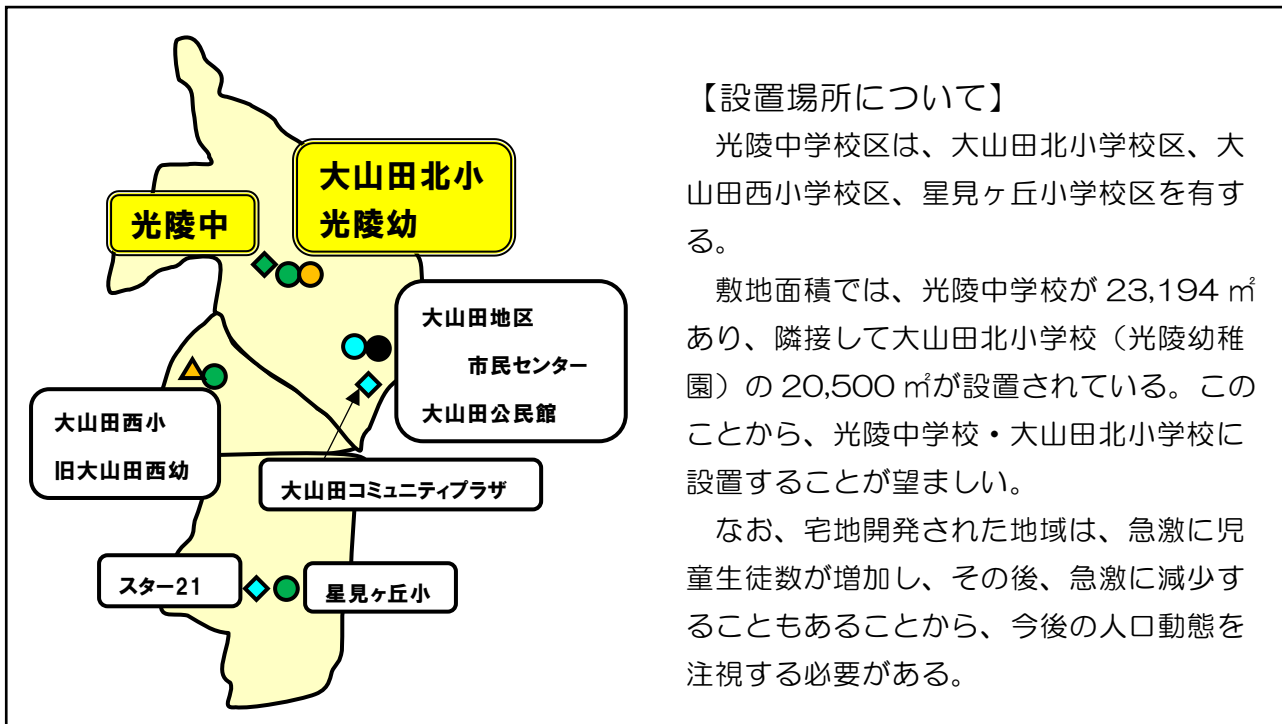 大山田北小
光陵幼
光陵中
大山田地区
市民センター
大山田公民館
大山田西小
旧大山田西幼
大山田コミュニティプラザ
スター21
星見ヶ丘小
【設置場所について】
　光陵中学校区は、大山田北小学校区、大
山田西小学校区、星見ヶ丘小学校区を有す
る。
　敷地面積では、光陵中学校が 23,194 ㎡
あり、隣接して大山田北小学校（光陵幼稚
園）の 20,500 ㎡が設置されている。この
ことから、光陵中学校・大山田北小学校に
設置することが望ましい。
　なお、宅地開発された地域は、急激に児
童生徒数が増加し、その後、急激に減少す
ることもあることから、今後の人口動態を
注視する必要がある。